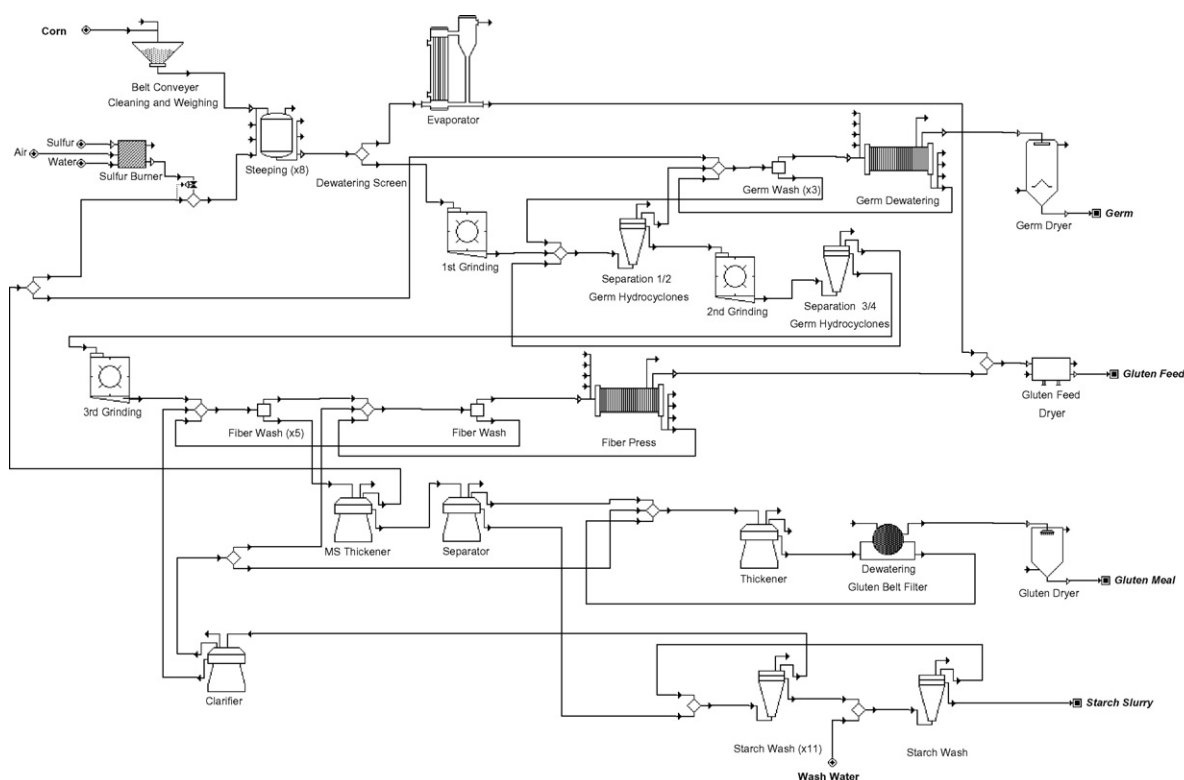 Corn
Belt Conveyer
Cleaning and Weighing
Evaporator
Sulfur
Air
Water
Sulfur Burner
Steeping (x8)
Dewatering Screen
Germ Wash (x3)
Germ Dewatering
Germ Dryer
Germ
1st Grinding
Separation 1/2
Germ Hydrocyclones
2nd Grinding
Separation 3/4
Germ Hydrocyclones
3rd Grinding
Fiber Wash (x5)
Fiber Wash
Fiber Press
Gluten Feed
Dryer
Gluten Feed
MS Thickener
Separator
Thickener
Dewatering
Gluten Belt Filter
Gluten Dryer
Gluten Meal
Clarifier
Starch Wash (x11)
Starch Wash
Starch Slurry
Wash Water